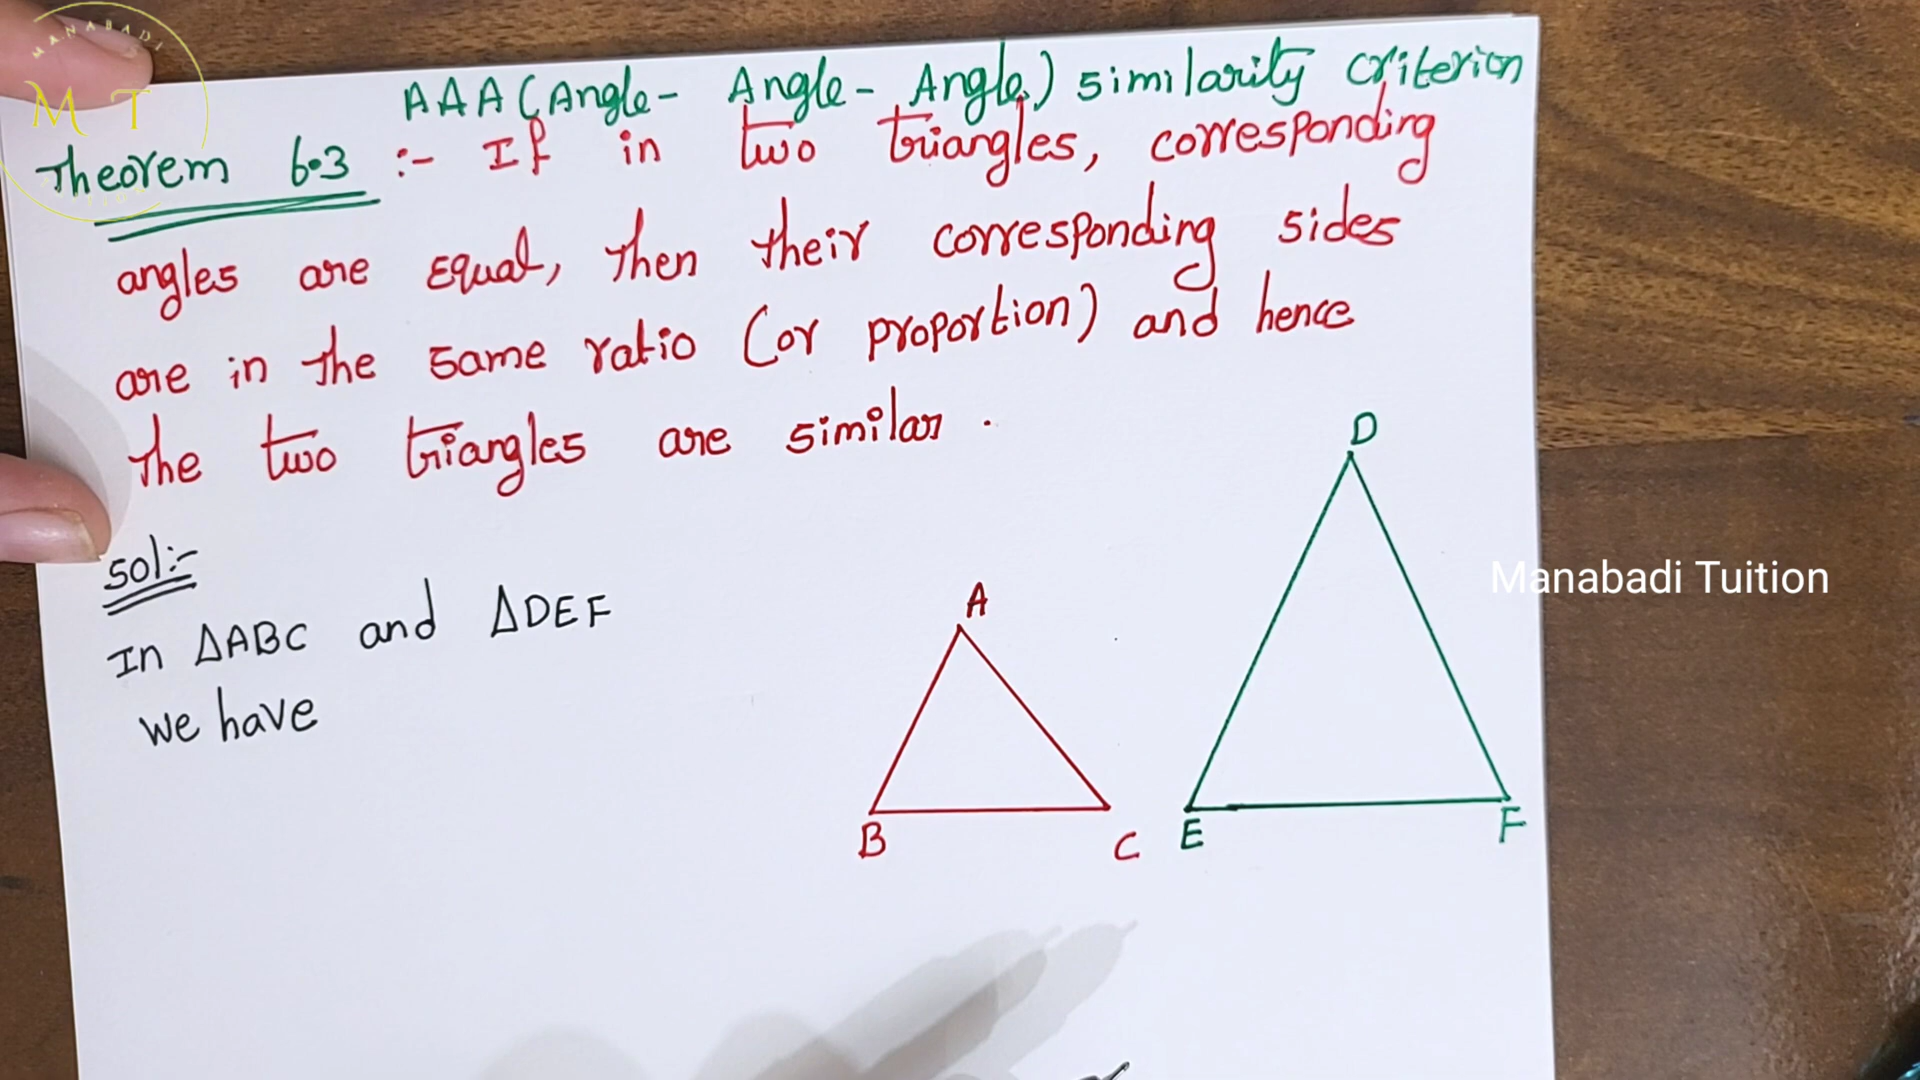 MANABADI
M T
AAA (Angle - Angle - Angle) similarity criterion
Theorem 6.3 :- If in two triangles, corresponding
angles are equal, then their corresponding sides
are in the same ratio (or proportion) and hence
the two triangles are similar.
Sol:-
In ΔABC and ΔDEF
we have
D
A
B
C
E
F
Manabadi Tuition